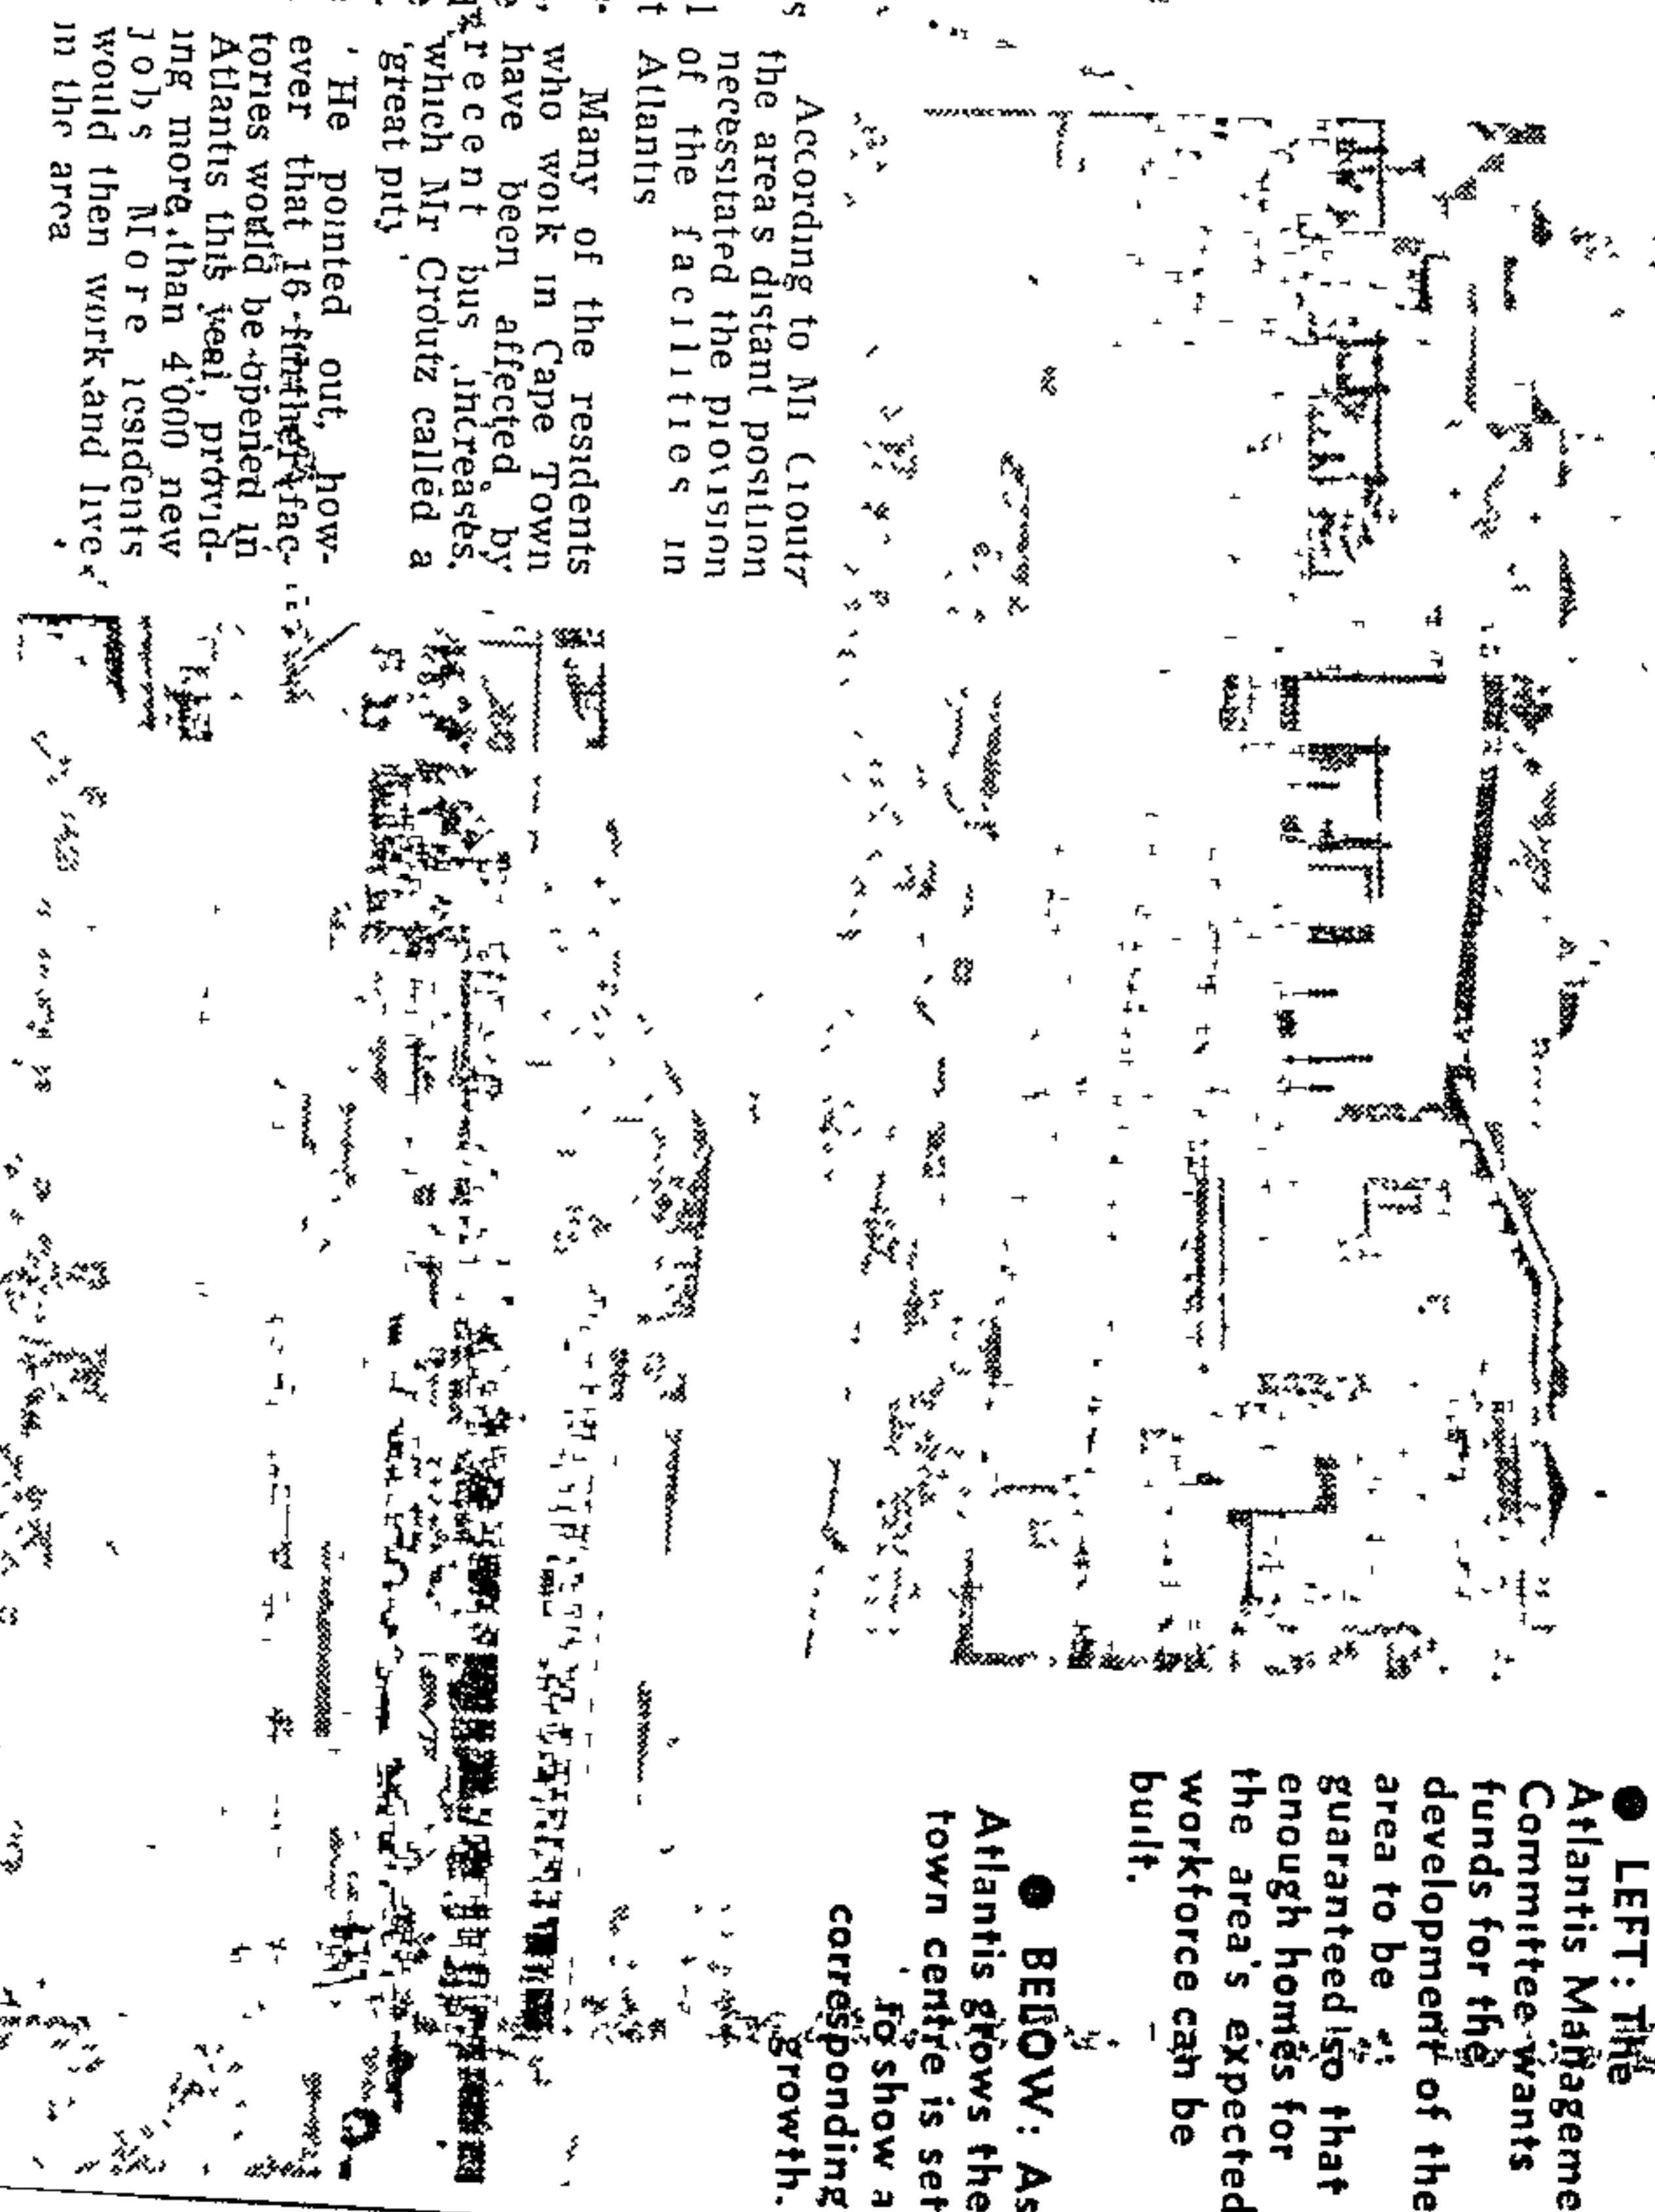 According to Mr Croutz
the area s distant position
necessitated the provision
of the facilities in
Atlantis
Many of the residents
who work in Cape Town
have been affected by
recent bus increases.
which Mr Croutz called a
'great pity'
' He pointed out, how-
ever that 16 further fac-
tories would be opened in
Atlantis this year, provid-
ing more than 4 000 new
jobs More residents
would then work and live
in the area
● LEFT: The
Atlantis Manageme
Committee wants
funds for the
development of the
area to be
guaranteed so that
enough homes for
the area's expected
workforce can be
built.
● BELOW: As
Atlantis grows the
town centre is set
to show a
corresponding
growth.